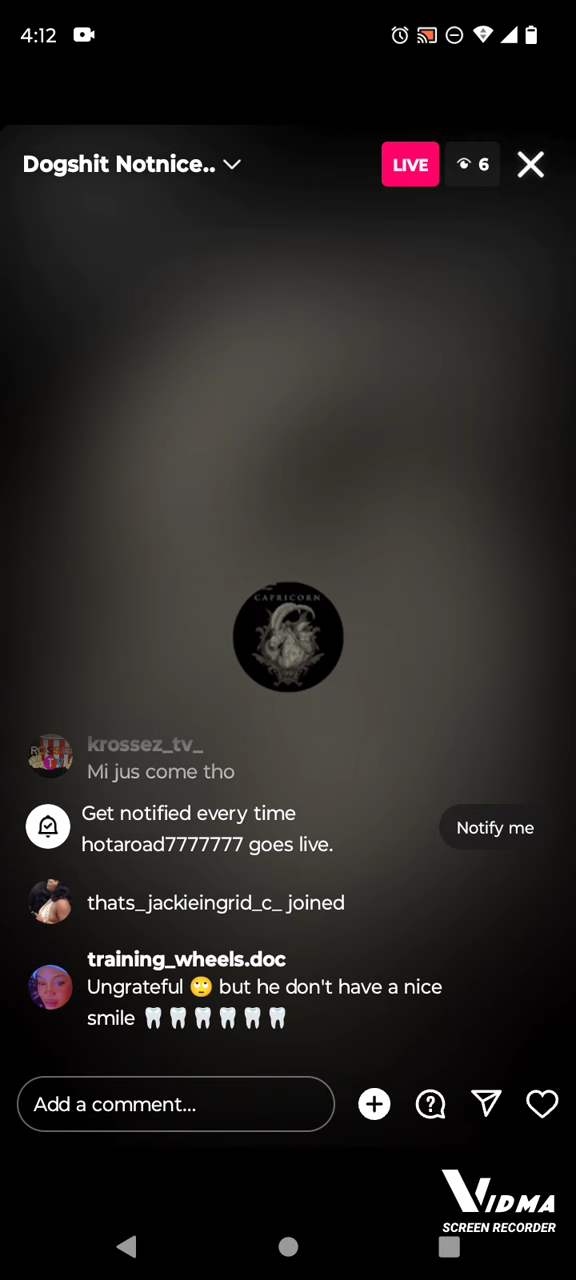 4:12
Dogshit Notnice..
LIVE
6
CAPRICORN
krossez_tv_
Mi jus come tho
Get notified every time
hotaroad7777777 goes live.
Notify me
thats_jackieingrid_c_ joined
training_wheels.doc
Ungrateful 🙄 but he don't have a nice
smile 🦷🦷🦷🦷🦷🦷
Add a comment...
VIDMA
SCREEN RECORDER